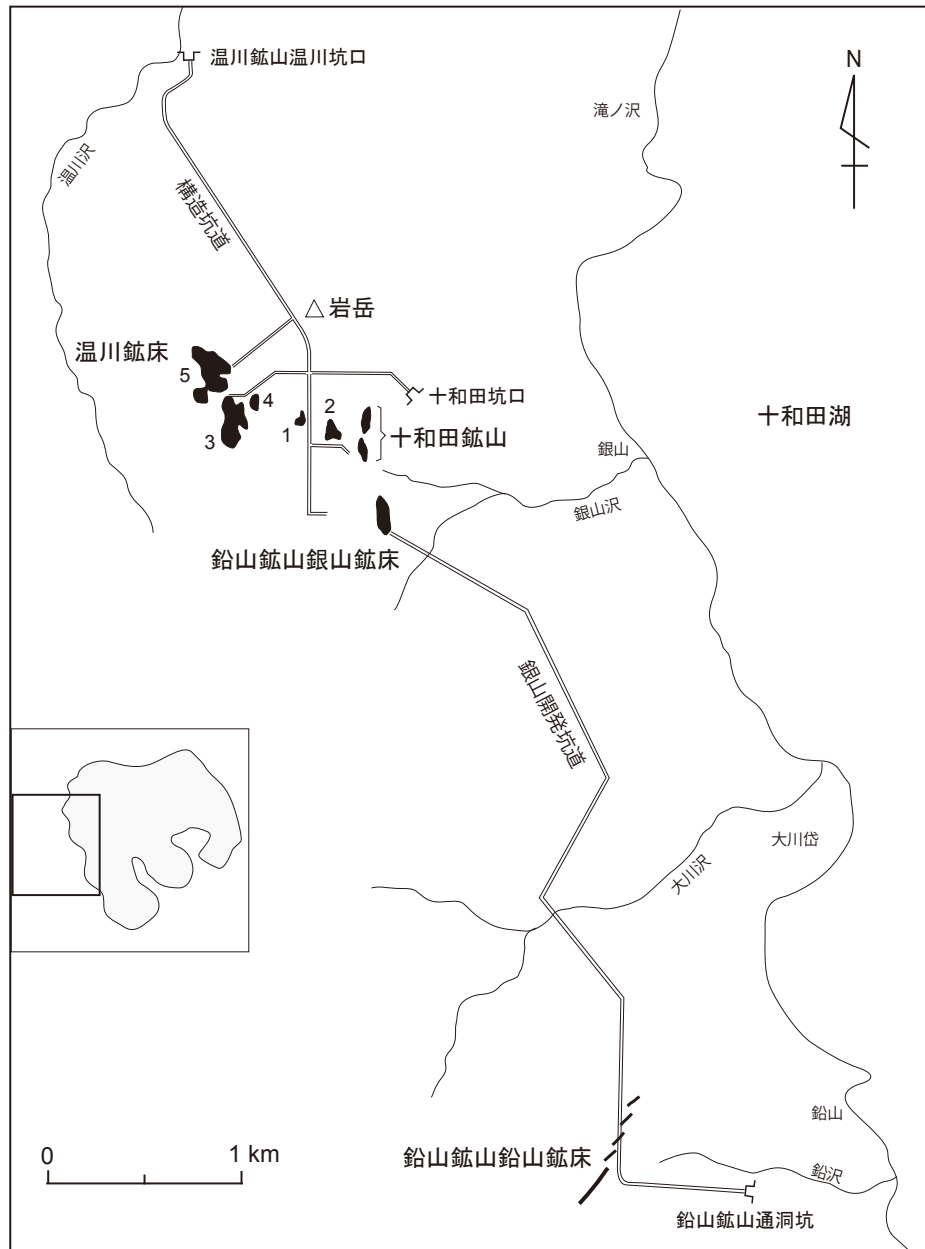 温川鉱山温川坑口
N
滝ノ沢
温川沢
構造坑道
岩岳
温川鉱床
5
4
十和田坑口
3
1
2
十和田鉱山
十和田湖
銀山
銀山沢
鉛山鉱山銀山鉱床
銀山開発坑道
大川岱
大川沢
鉛山
0
1 km
鉛山鉱山鉛山鉱床
鉛沢
鉛山鉱山通洞坑